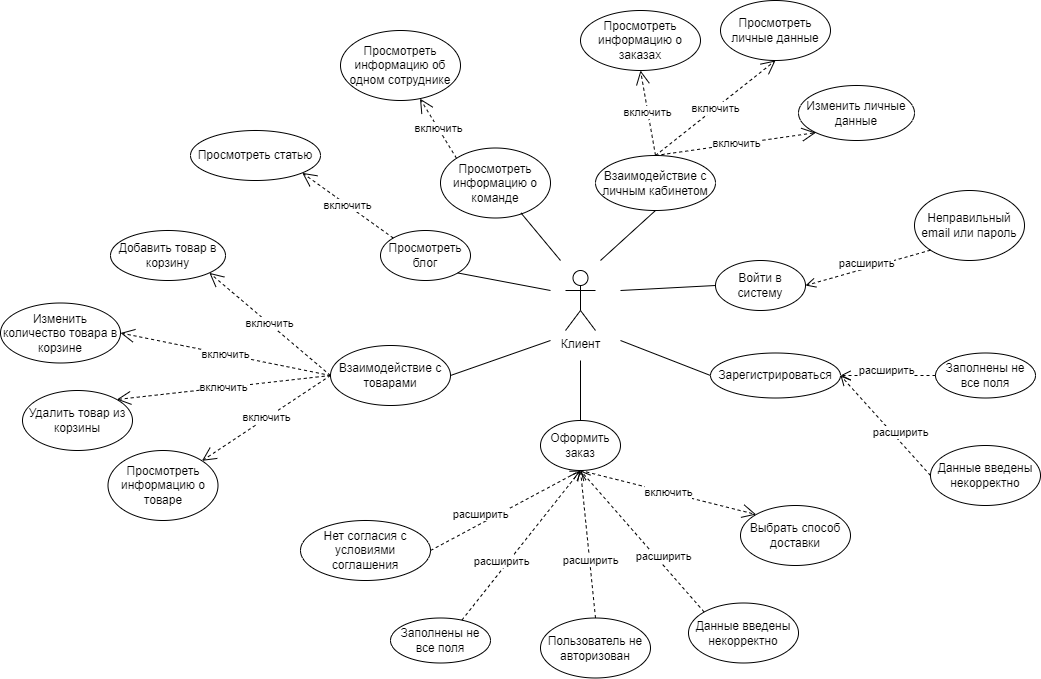 Просмотреть
информацию о
заказах
Просмотреть
личные данные
Просмотреть
информацию об
одном сотруднике
Изменить личные
данные
включить
включить
включить
включить
Просмотреть статью
Просмотреть
информацию о
команде
Взаимодействие с
личным кабинетом
включить
Неправильный
email или пароль
Добавить товар в
корзину
Просмотреть
блог
Войти в
систему
расширить
Изменить
количество товара в
корзине
включить
включить
включить
включить
Клиент
Взаимодействие с
товарами
Зарегистрироваться
расширить
Заполнены не
все поля
Удалить товар из
корзины
расширить
Оформить
заказ
Данные введены
некорректно
Просмотреть
информацию о
товаре
включить
расширить
Выбрать способ
доставки
Нет согласия с
условиями
соглашения
расширить
расширить
расширить
Заполнены не
все поля
Пользователь не
авторизован
Данные введены
некорректно